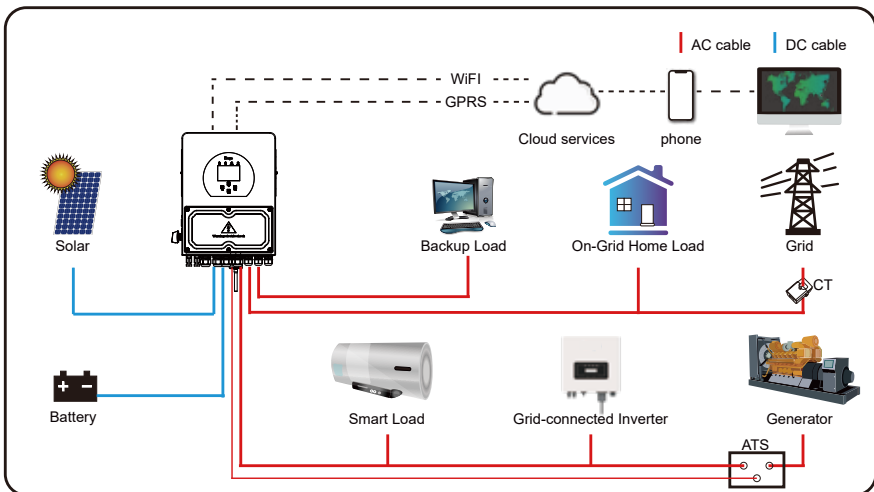 AC cable
DC cable
WiFI
GPRS
Cloud services
phone
Solar
Backup Load
On-Grid Home Load
Grid
CT
Battery
Smart Load
Grid-connected Inverter
Generator
ATS